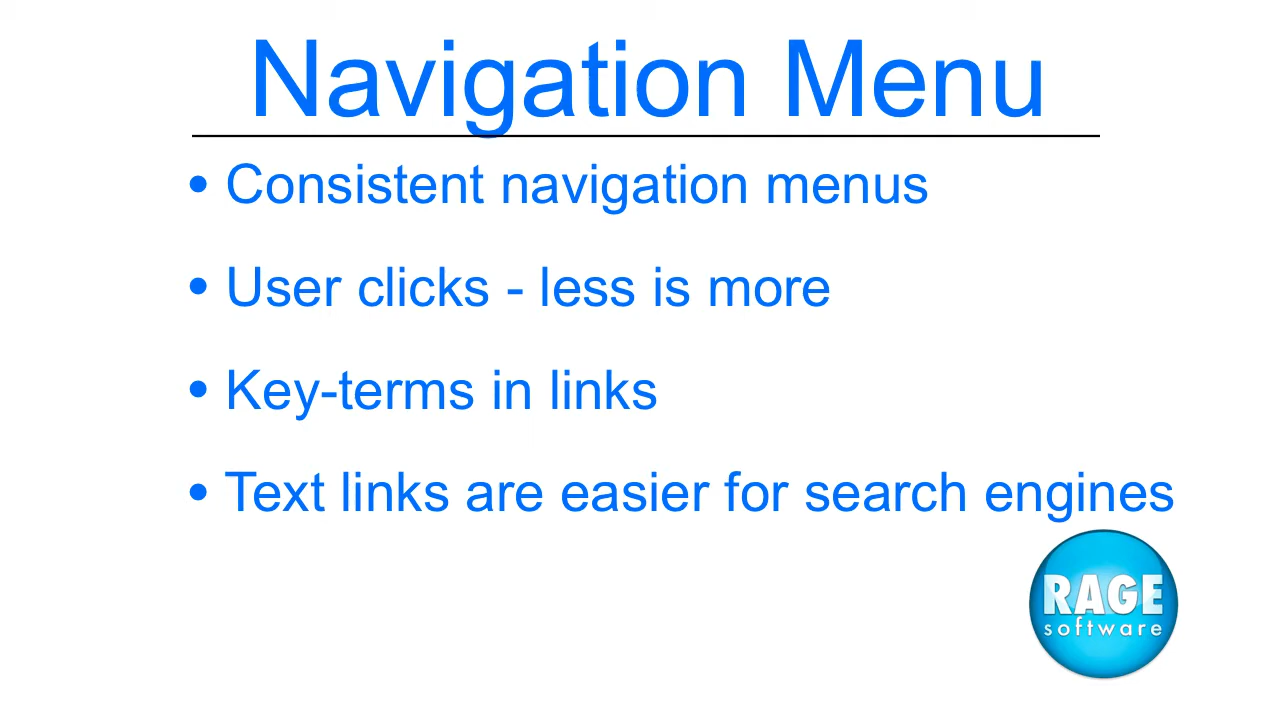 Navigation Menu
• Consistent navigation menus
• User clicks - less is more
• Key-terms in links
• Text links are easier for search engines
RAGE
software